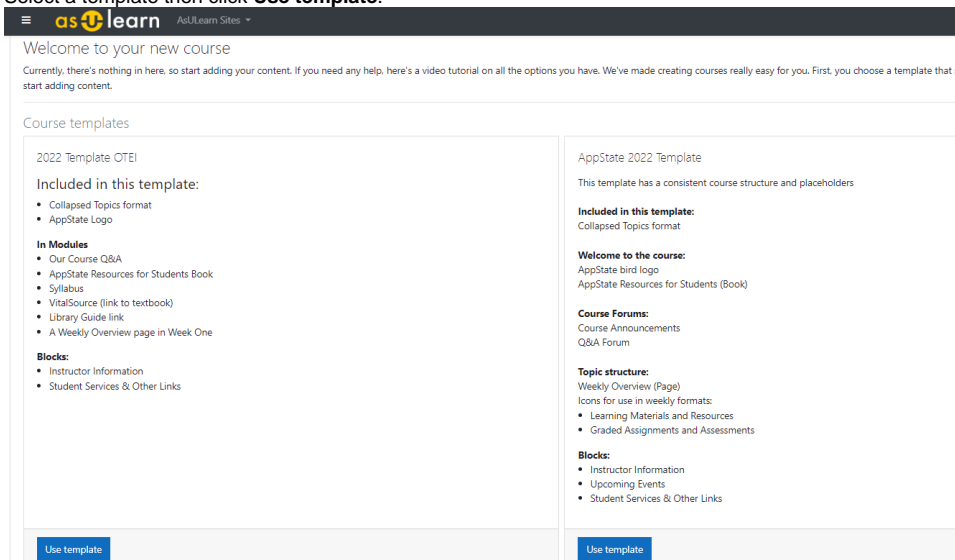 Select a template then click Use template.
asUlearn AsULearn Sites
Welcome to your new course
Currently, there's nothing in here, so start adding your content. If you need any help, here's a video tutorial on all the options you have. We've made creating courses really easy for you. First, you choose a template that
start adding content.
Course templates
2022 Template OTEI
Included in this template:
• Collapsed Topics format
• AppState Logo
In Modules
• Our Course Q&A
• AppState Resources for Students Book
• Syllabus
• VitalSource (link to textbook)
• Library Guide link
• A Weekly Overview page in Week One
Blocks:
• Instructor Information
• Student Services & Other Links
Use template
AppState 2022 Template
This template has a consistent course structure and placeholders
Included in this template:
Collapsed Topics format
Welcome to the course:
AppState bird logo
AppState Resources for Students (Book)
Course Forums:
Course Announcements
Q&A Forum
Topic structure:
Weekly Overview (Page)
Icons for use in weekly formats:
• Learning Materials and Resources
• Graded Assignments and Assessments
Blocks:
• Instructor Information
• Upcoming Events
• Student Services & Other Links
Use template